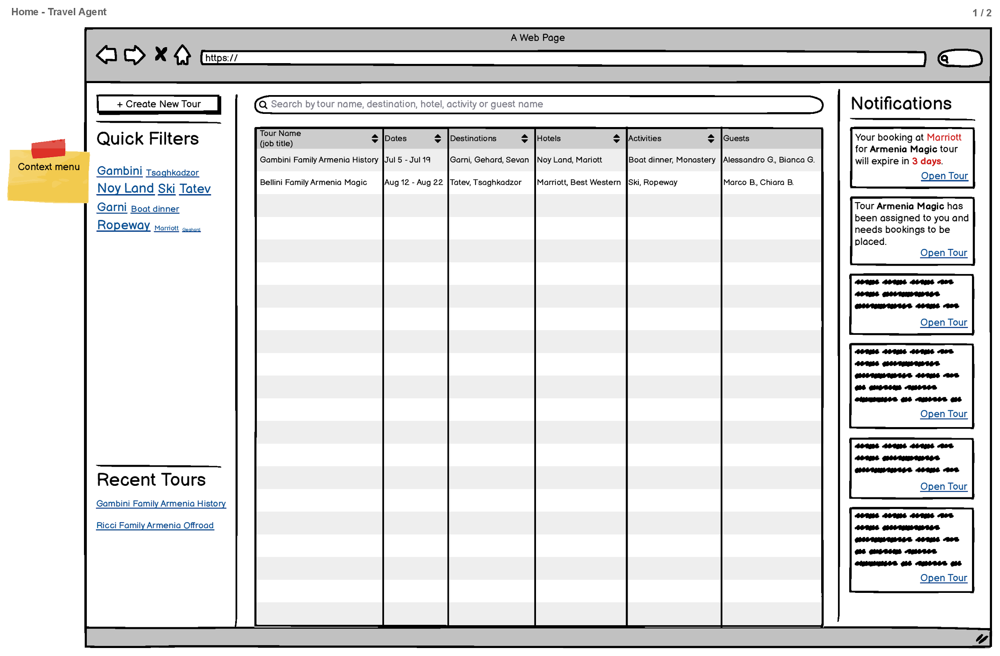 Home - Travel Agent
1 / 2
A Web Page
https://
+ Create New Tour
Quick Filters
Context menu
Gambini Tsaghkadzor
Noy Land Ski Tatev
Garni Boat dinner
Ropeway Marriott Geahard
Recent Tours
Gambini Family Armenia History
Ricci Family Armenia Offroad
Search by tour name, destination, hotel, activity or guest name
Tour Name
(job title)
Dates
Destinations
Hotels
Activities
Guests
Gambini Family Armenia History
Jul 5 - Jul 19
Garni, Gehard, Sevan
Noy Land, Mariott
Boat dinner, Monastery
Alessandro G., Bianca G.
Bellini Family Armenia Magic
Aug 12 - Aug 22
Tatev, Tsaghkadzor
Marriott, Best Western
Ski, Ropeway
Marco B., Chiara B.
Notifications
Your booking at Marriott
for Armenia Magic tour
will expire in 3 days.
Open Tour
Tour Armenia Magic has
been assigned to you and
needs bookings to be
placed.
Open Tour
Open Tour
Open Tour
Open Tour
Open Tour